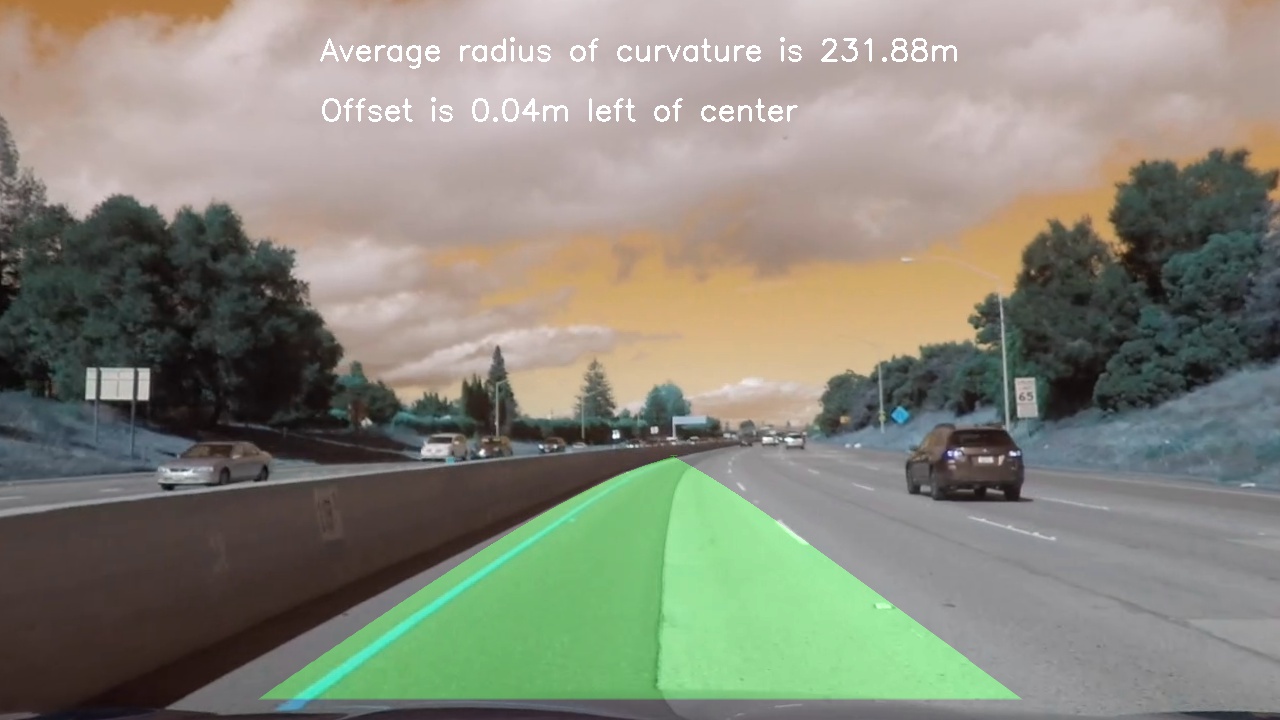 Average radius of curvature is 231.88m
Offset is 0.04m left of center
65